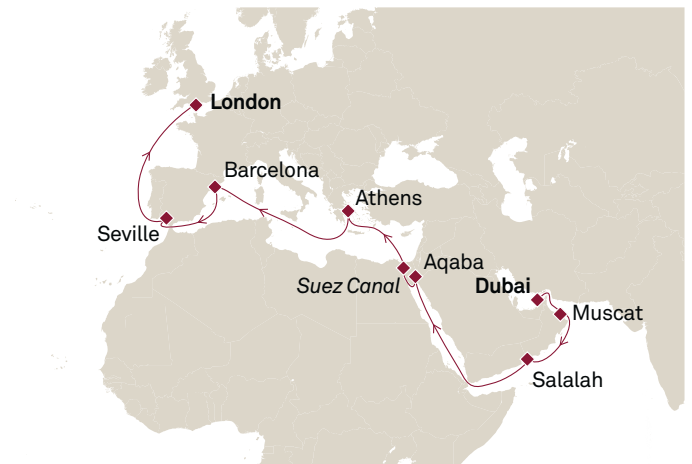 London
Barcelona
Athens
Seville
Aqaba
Suez Canal
Dubai
Muscat
Salalah